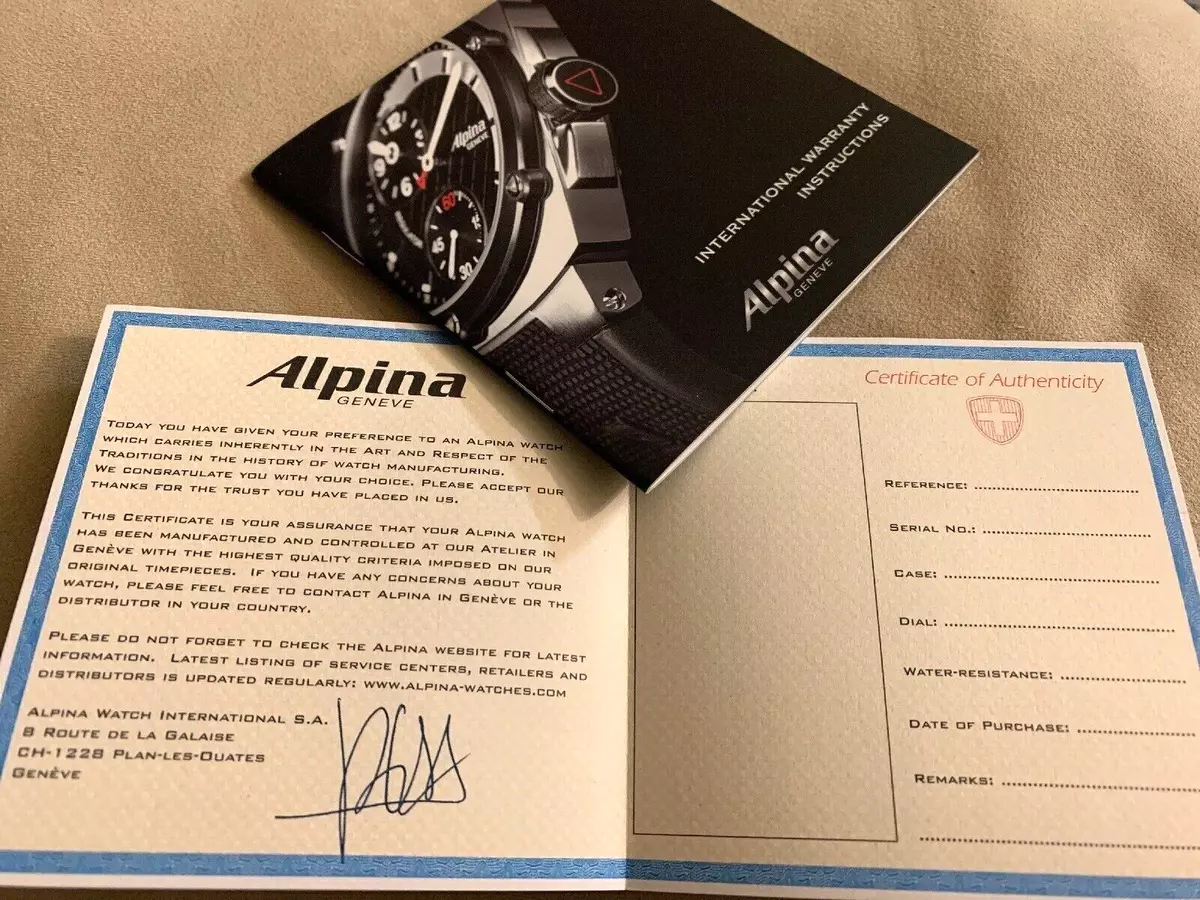 12
6
Alpina
GENEVE
60
45
30
INTERNATIONAL WARRANTY
INSTRUCTIONS
Alpina
GENEVE
Alpina
GENEVE
TODAY YOU HAVE GIVEN YOUR PREFERENCE TO AN ALPINA WATCH
WHICH CARRIES INHERENTLY IN THE ART AND RESPECT OF THE
TRADITIONS IN THE HISTORY OF WATCH MANUFACTURING.
WE CONGRATULATE YOU WITH YOUR CHOICE. PLEASE ACCEPT OUR
THANKS FOR THE TRUST YOU HAVE PLACED IN US.
THIS CERTIFICATE IS YOUR ASSURANCE THAT YOUR ALPINA WATCH
HAS BEEN MANUFACTURED AND CONTROLLED AT OUR ATELIER IN
GENÈVE WITH THE HIGHEST QUALITY CRITERIA IMPOSED ON OUR
ORIGINAL TIMEPIECES. IF YOU HAVE ANY CONCERNS ABOUT YOUR
WATCH, PLEASE FEEL FREE TO CONTACT ALPINA IN GENÈVE OR THE
DISTRIBUTOR IN YOUR COUNTRY.
PLEASE DO NOT FORGET TO CHECK THE ALPINA WEBSITE FOR LATEST
INFORMATION. LATEST LISTING OF SERVICE CENTERS, RETAILERS AND
DISTRIBUTORS IS UPDATED REGULARLY: WWW.ALPINA-WATCHES.COM
ALPINA WATCH INTERNATIONAL S.A.
8 ROUTE DE LA GALAISE
CH-1228 PLAN-LES-OUATES
GENÈVE
Certificate of Authenticity
REFERENCE:
SERIAL NO.:
CASE:
DIAL:
WATER-RESISTANCE:
DATE OF PURCHASE:
REMARKS: